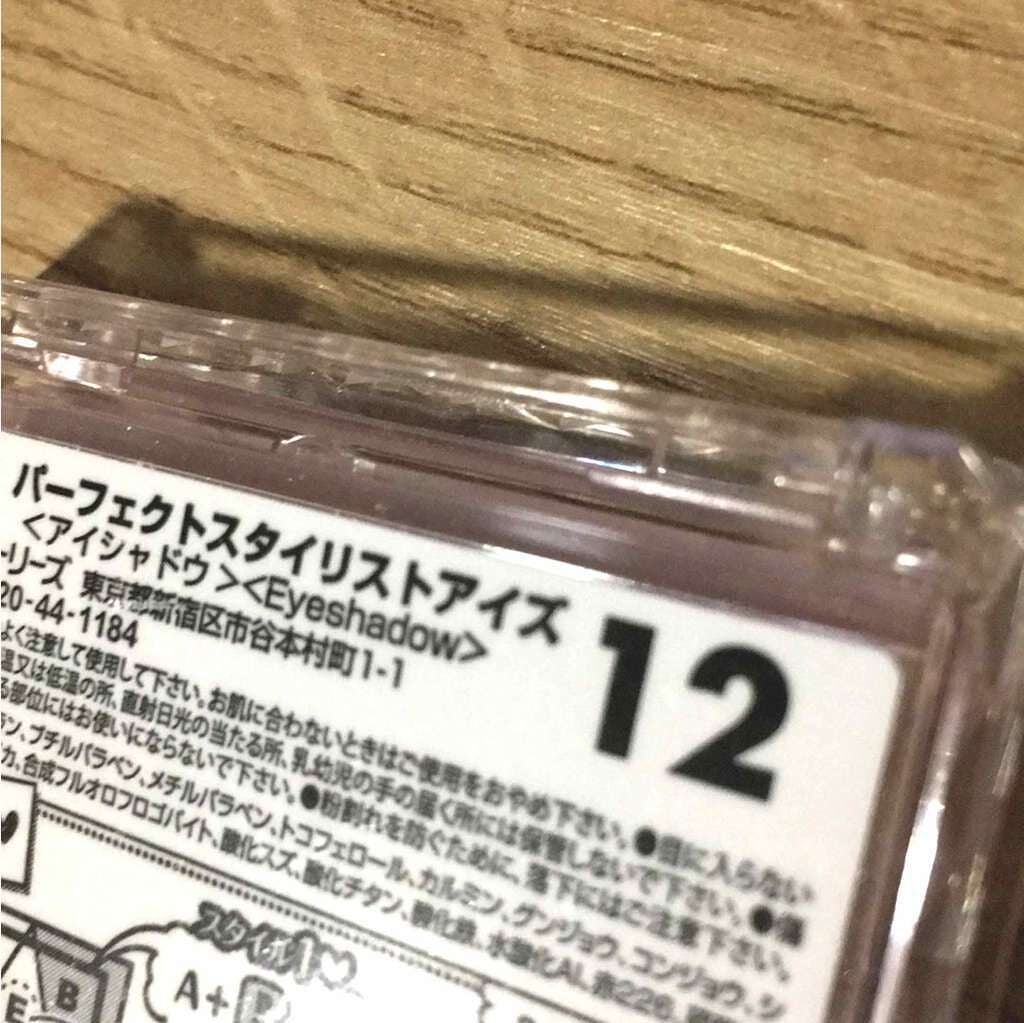 パーフェクトスタイリストアイズ
<アイシャドウ><Eyeshadow>
12
ーリーズ 東京都新宿区市谷本村町1-1
20-44-1184
よく注意して使用して下さい。お肌に合わないときはご使用をおやめ下さい。●目に入らない
温又は低温の所、直射日光の当たる所、乳幼児の手の届く所には保管しないで下さい。●傷
る部位にはお使いにならないで下さい。●粉割れを防ぐために、落下にはご注意下さい。
ラン、ブチルパラベン、メチルパラベン、トコフェロール、カルミン、グンジョウ、コンジョウ、シ
カ、合成フルオロフロゴパイト、酸化スズ、酸化チタン、酸化鉄、水酸化Al、赤226、
スタイル1
A+B
B
E